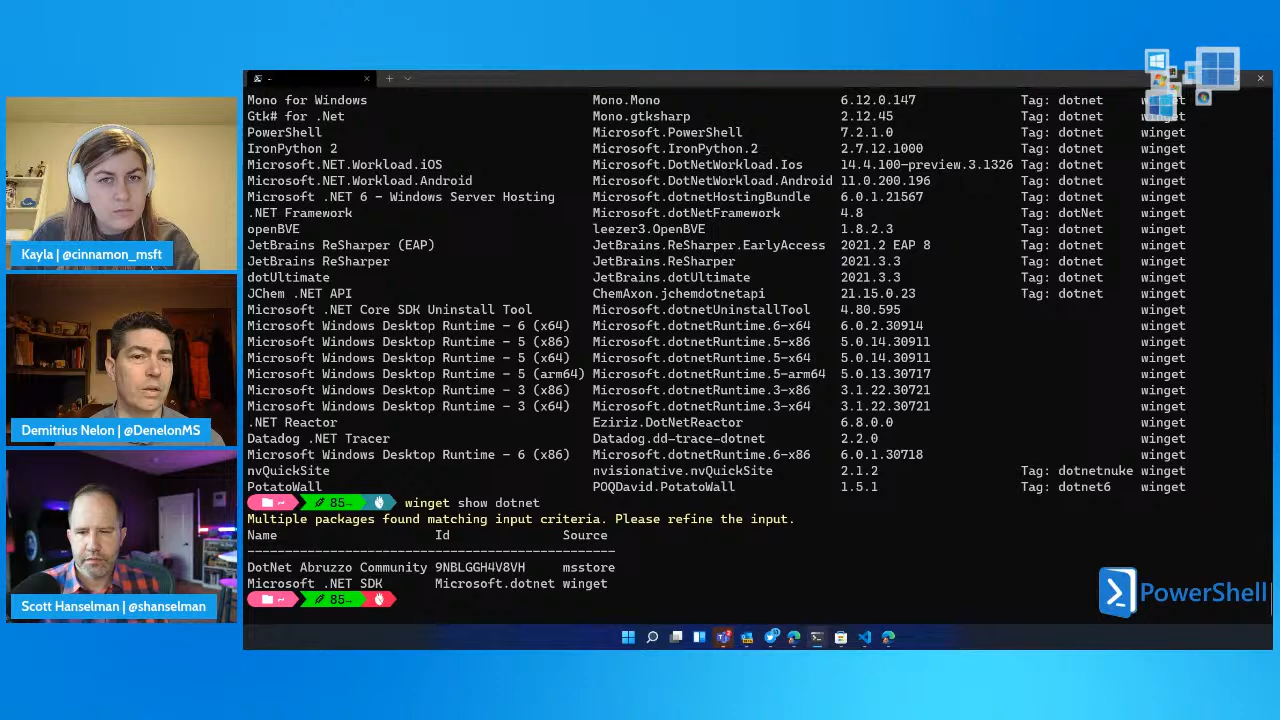 Mono for Windows Mono.Mono 6.12.0.147 Tag: dotnet winget
Gtk# for .Net Mono.gtksharp 2.12.45 Tag: dotnet winget
PowerShell Microsoft.PowerShell 7.2.1.0 Tag: dotnet winget
IronPython 2 Microsoft.IronPython.2 2.7.12.1000 Tag: dotnet winget
Microsoft.NET.Workload.iOS Microsoft.DotNetWorkload.Ios 14.4.100-preview.3.1326 Tag: dotnet winget
Microsoft.NET.Workload.Android Microsoft.DotNetWorkload.Android 11.0.200.196 Tag: dotnet winget
Microsoft .NET 6 - Windows Server Hosting Microsoft.dotnetHostingBundle 6.0.1.21567 Tag: dotnet winget
.NET Framework Microsoft.dotNetFramework 4.8 Tag: dotNet winget
openBVE leezer3.OpenBVE 1.8.2.3 Tag: dotnet winget
JetBrains ReSharper (EAP) JetBrains.ReSharper.EarlyAccess 2021.2 EAP 8 Tag: dotnet winget
JetBrains ReSharper JetBrains.ReSharper 2021.3.3 Tag: dotnet winget
dotUltimate JetBrains.dotUltimate 2021.3.3 Tag: dotnet winget
JChem .NET API ChemAxon.jchemdotnetapi 21.15.0.23 Tag: dotnet winget
Microsoft .NET Core SDK Uninstall Tool Microsoft.dotnetUninstallTool 4.80.595 winget
Microsoft Windows Desktop Runtime - 6 (x64) Microsoft.dotnetRuntime.6-x64 6.0.2.30914 winget
Microsoft Windows Desktop Runtime - 5 (x86) Microsoft.dotnetRuntime.5-x86 5.0.14.30911 winget
Microsoft Windows Desktop Runtime - 5 (x64) Microsoft.dotnetRuntime.5-x64 5.0.14.30911 winget
Microsoft Windows Desktop Runtime - 5 (arm64) Microsoft.dotnetRuntime.5-arm64 5.0.13.30717 winget
Microsoft Windows Desktop Runtime - 3 (x86) Microsoft.dotnetRuntime.3-x86 3.1.22.30721 winget
Microsoft Windows Desktop Runtime - 3 (x64) Microsoft.dotnetRuntime.3-x64 3.1.22.30721 winget
.NET Reactor Eziriz.DotNetReactor 6.8.0.0 winget
Datadog .NET Tracer Datadog.dd-trace-dotnet 2.2.0 winget
Microsoft Windows Desktop Runtime - 6 (x86) Microsoft.dotnetRuntime.6-x86 6.0.1.30718 winget
nvQuickSite nvisionative.nvQuickSite 2.1.2 Tag: dotnetnuke winget
PotatoWall POQDavid.PotatoWall 1.5.1 Tag: dotnet6 winget
~ 85… winget show dotnet
Multiple packages found matching input criteria. Please refine the input.
Name Id Source
---------------------------------------------------
DotNet Abruzzo Community 9NBLGGH4V8VH msstore
Microsoft .NET SDK Microsoft.dotnet winget
~ 85…
Kayla | @cinnamon_msft
Demitrius Nelon | @DenelonMS
Scott Hanselman | @shanselman
PowerShell